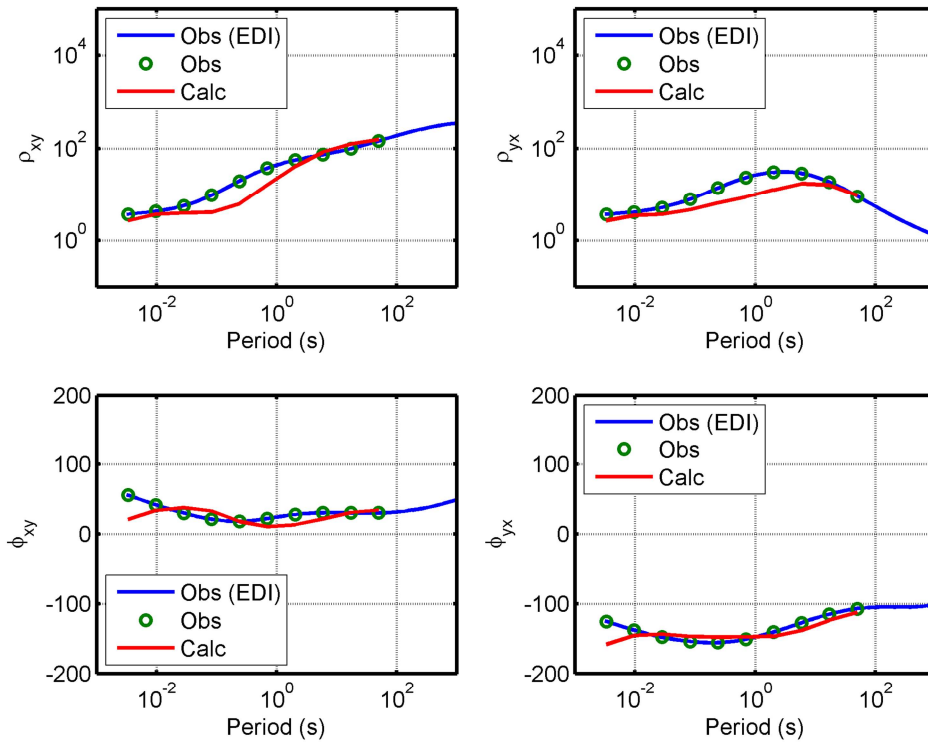 10^4
10^2
10^0
ρxy
Obs (EDI)
Obs
Calc
10^-2
10^0
10^2
Period (s)
10^4
10^2
10^0
ρyx
Obs (EDI)
Obs
Calc
10^-2
10^0
10^2
Period (s)
200
100
0
-100
-200
ϕxy
Obs (EDI)
Obs
Calc
10^-2
10^0
10^2
Period (s)
200
100
0
-100
-200
ϕyx
Obs (EDI)
Obs
Calc
10^-2
10^0
10^2
Period (s)